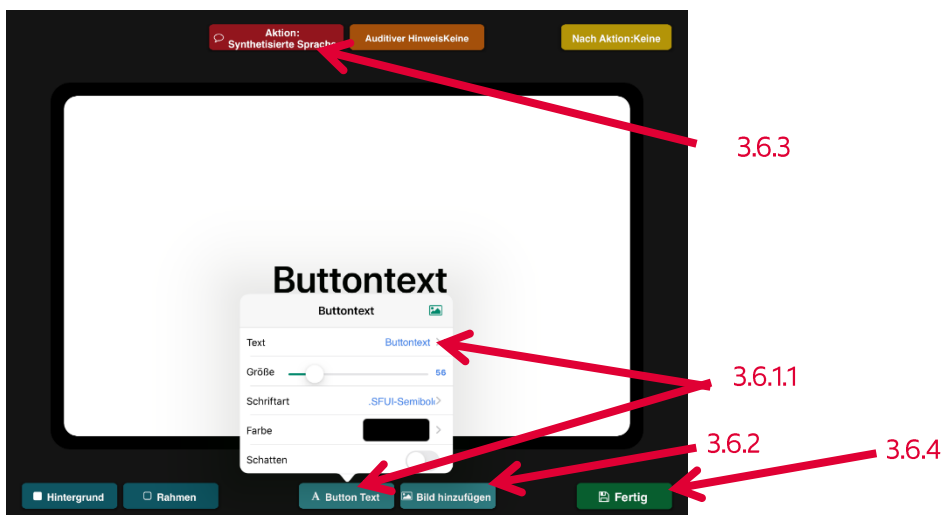 Aktion:
Synthetisierte Sprache
Auditiver HinweisKeine
Nach Aktion:Keine
3.6.3
Buttontext
Buttontext
Text Buttontext
Größe 56
Schriftart .SFUI-Semibol
Farbe
Schatten
3.6.1.1
3.6.2
3.6.4
Hintergrund
Rahmen
A Button Text
Bild hinzufügen
Fertig